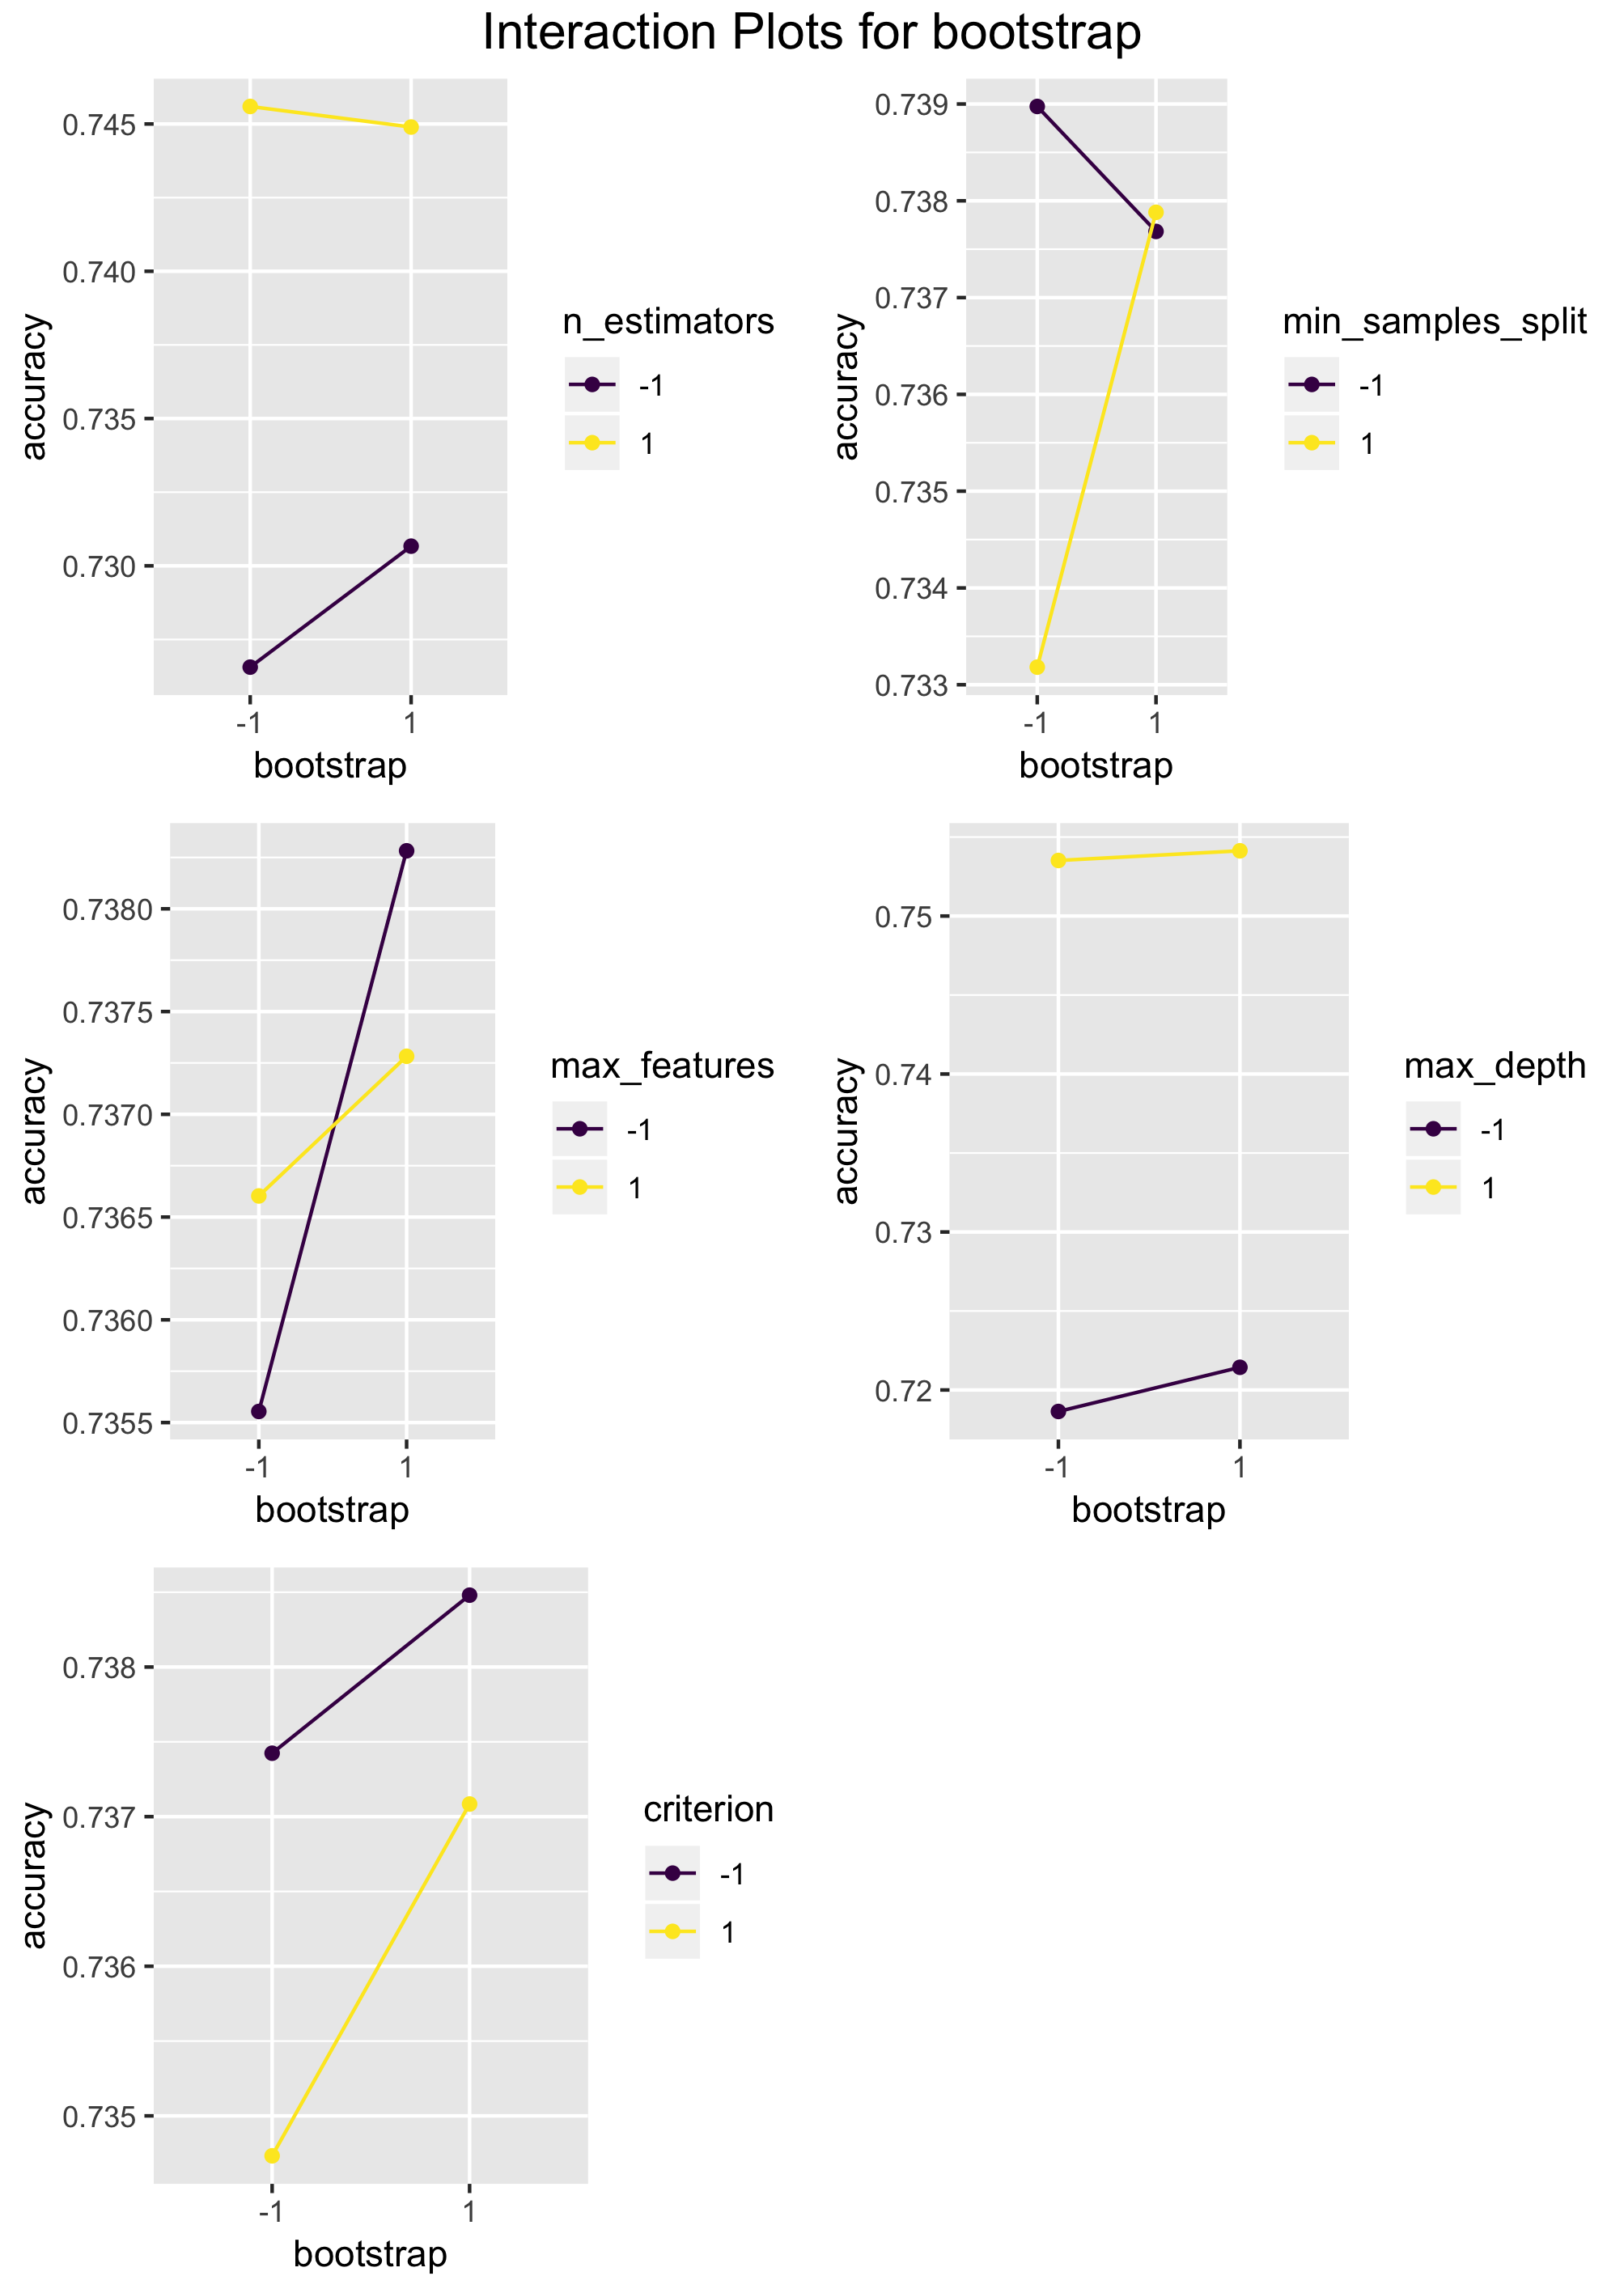 Interaction Plots for bootstrap
0.745
0.740
0.735
0.730
accuracy
-1
1
bootstrap
n_estimators
-1
1
0.739
0.738
0.737
0.736
0.735
0.734
0.733
accuracy
-1
1
bootstrap
min_samples_split
-1
1
0.7380
0.7375
0.7370
0.7365
0.7360
0.7355
accuracy
-1
1
bootstrap
max_features
-1
1
0.75
0.74
0.73
0.72
accuracy
-1
1
bootstrap
max_depth
-1
1
0.738
0.737
0.736
0.735
accuracy
-1
1
bootstrap
criterion
-1
1